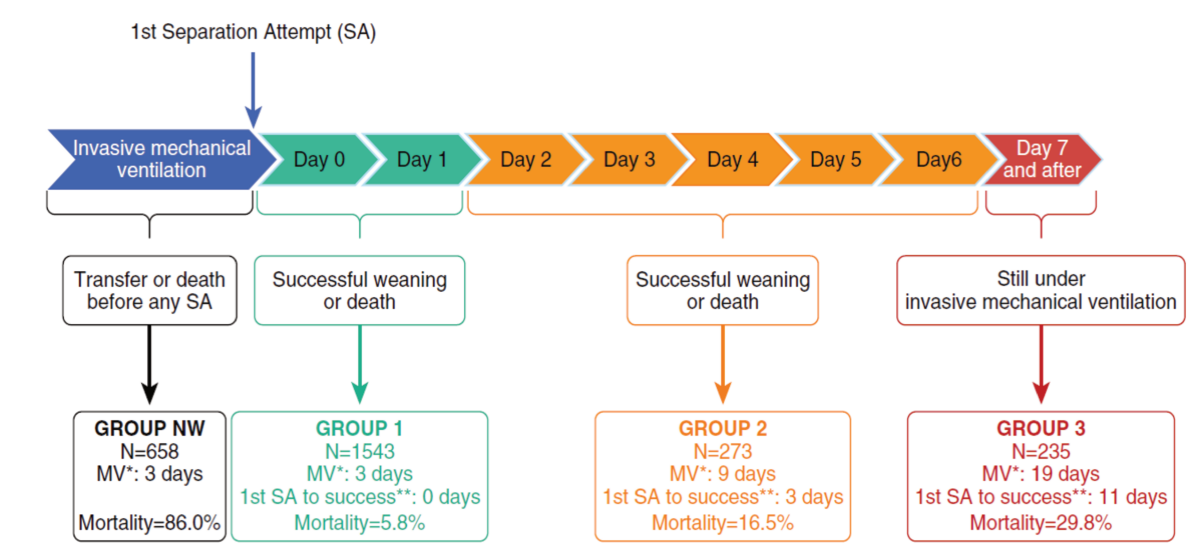 1st Separation Attempt (SA)
Invasive mechanical
ventilation
Day 0
Day 1
Day 2
Day 3
Day 4
Day 5
Day6
Day 7
and after
Transfer or death
before any SA
Successful weaning
or death
Successful weaning
or death
Still under
invasive mechanical ventilation
GROUP NW
N=658
MV*: 3 days
Mortality=86.0%
GROUP 1
N=1543
MV*: 3 days
1st SA to success**: 0 days
Mortality=5.8%
GROUP 2
N=273
MV*: 9 days
1st SA to success**: 3 days
Mortality=16.5%
GROUP 3
N=235
MV*: 19 days
1st SA to success**: 11 days
Mortality=29.8%